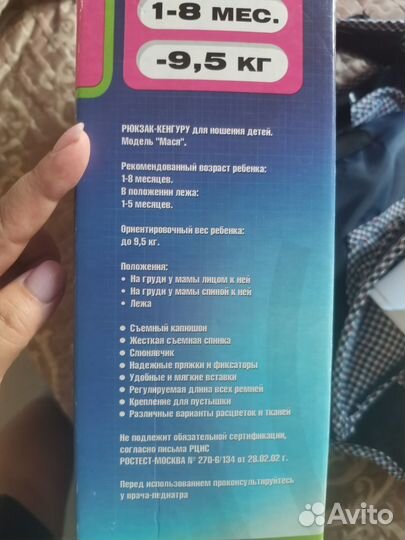 1-8 МЕС.
-9,5 КГ
РЮКЗАК-КЕНГУРУ для ношения детей.
Модель "Мася".
Рекомендованный возраст ребенка:
1-8 месяцев.
В положении лежа:
1-5 месяцев.
Ориентировочный вес ребенка:
до 9,5 кг.
Положения:
• На груди у мамы лицом к ней
• На груди у мамы спиной к ней
• Лежа
• Съемный капюшон
• Жесткая съемная спинка
• Слюнявчик
• Надежные пряжки и фиксаторы
• Удобные и мягкие вставки
• Регулируемая длина всех ремней
• Крепление для пустышки
• Различные варианты расцветок и тканей
Не подлежит обязательной сертификации,
согласно письма РЦИС
РОСТЕСТ-МОСКВА № 270-6/134 от 28.02.02 г.
Перед использованием проконсультируйтесь
у врача-педиатра
Avito